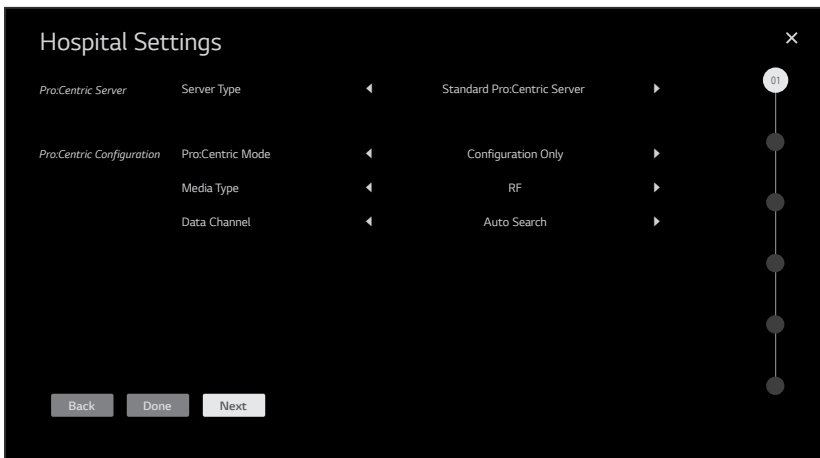 Hospital Settings
×
Pro:Centric Server Server Type Standard Pro:Centric Server
01
Pro:Centric Configuration Pro:Centric Mode Configuration Only
Media Type RF
Data Channel Auto Search
Back Done Next